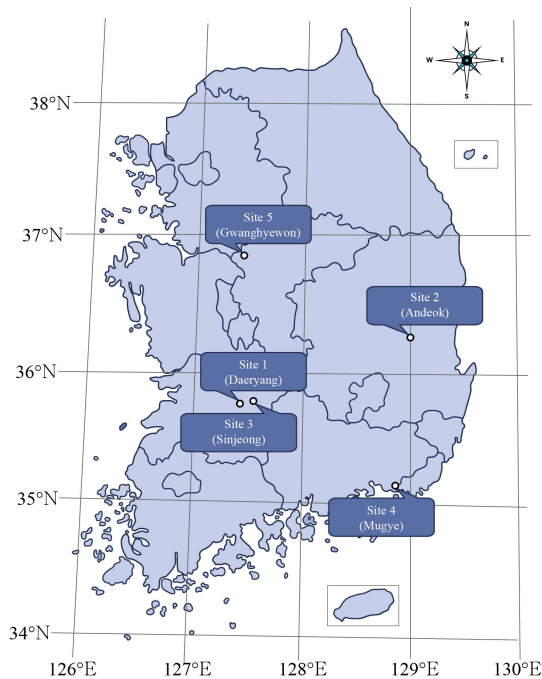 N
W E
S
38°N
37°N
Site 5
(Gwanghyewon)
Site 2
(Andeok)
36°N
Site 1
(Daeryang)
Site 3
(Sinjeong)
35°N
Site 4
(Mugye)
34°N
126°E 127°E 128°E 129°E 130°E